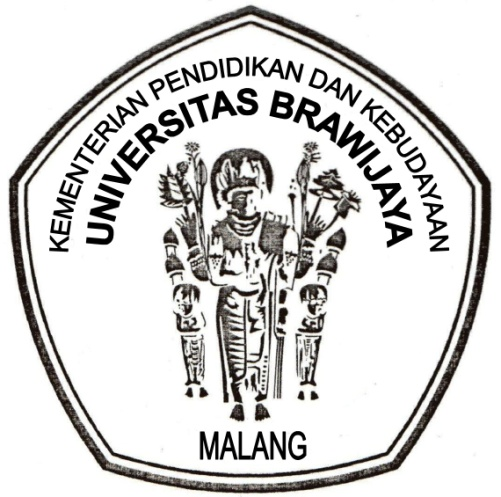 KEMENTERIAN PENDIDIKAN DAN KEBUDAYAAN
UNIVERSITAS BRAWIJAYA
MALANG